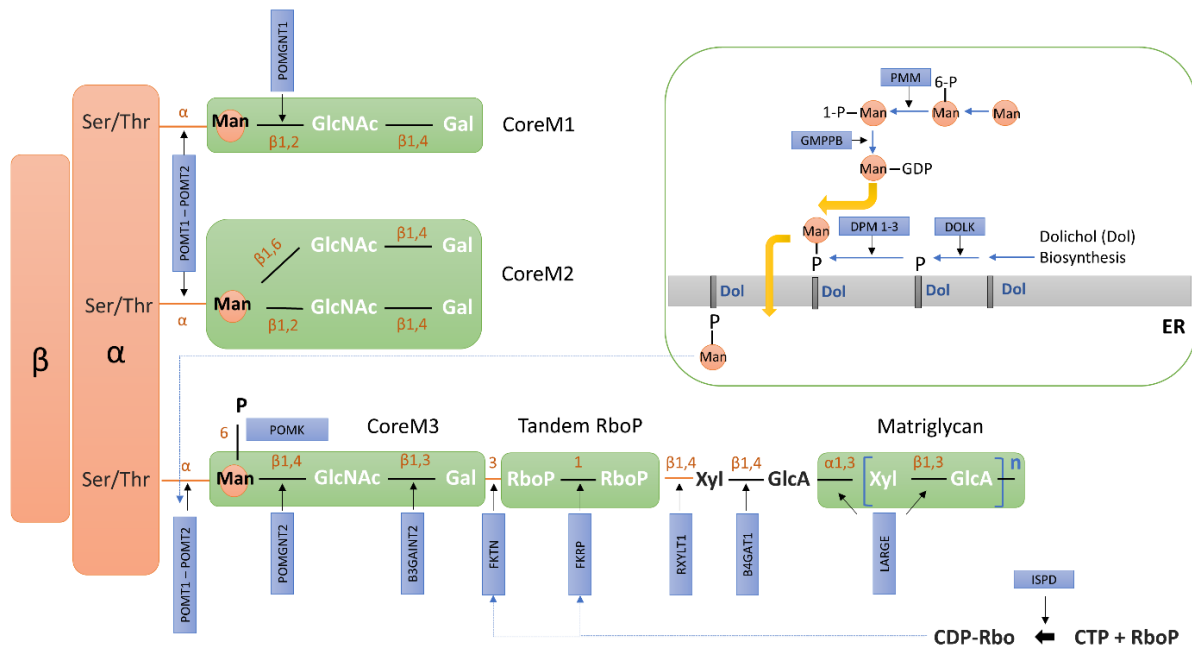 POMGNT1
α
Ser/Thr
Man
GlcNAc
Gal
β1,2
β1,4
CoreM1
POMT1 – POMT2
β1,6
GlcNAc
β1,4
Gal
CoreM2
Ser/Thr
Man
GlcNAc
Gal
α
β1,2
β1,4
β
α
PMM
6-P
1-P
Man
Man
Man
GMPPB
Man
GDP
Man
DPM 1-3
DOLK
Dolichol (Dol)
Biosynthesis
P
P
Dol
Dol
Dol
Dol
P
ER
Man
P
6
POMK
CoreM3
Tandem RboP
Matriglycan
α
β1,4
β1,3
3
1
β1,4
β1,4
α1,3
β1,3
n
Ser/Thr
Man
GlcNAc
Gal
RboP
RboP
Xyl
GlcA
[
Xyl
GlcA
]
POMT1 – POMT2
POMGNT2
B3GAlNT2
FKTN
FKRP
RXYLT1
B4GAT1
LARGE
ISPD
CDP-Rbo
CTP + RboP